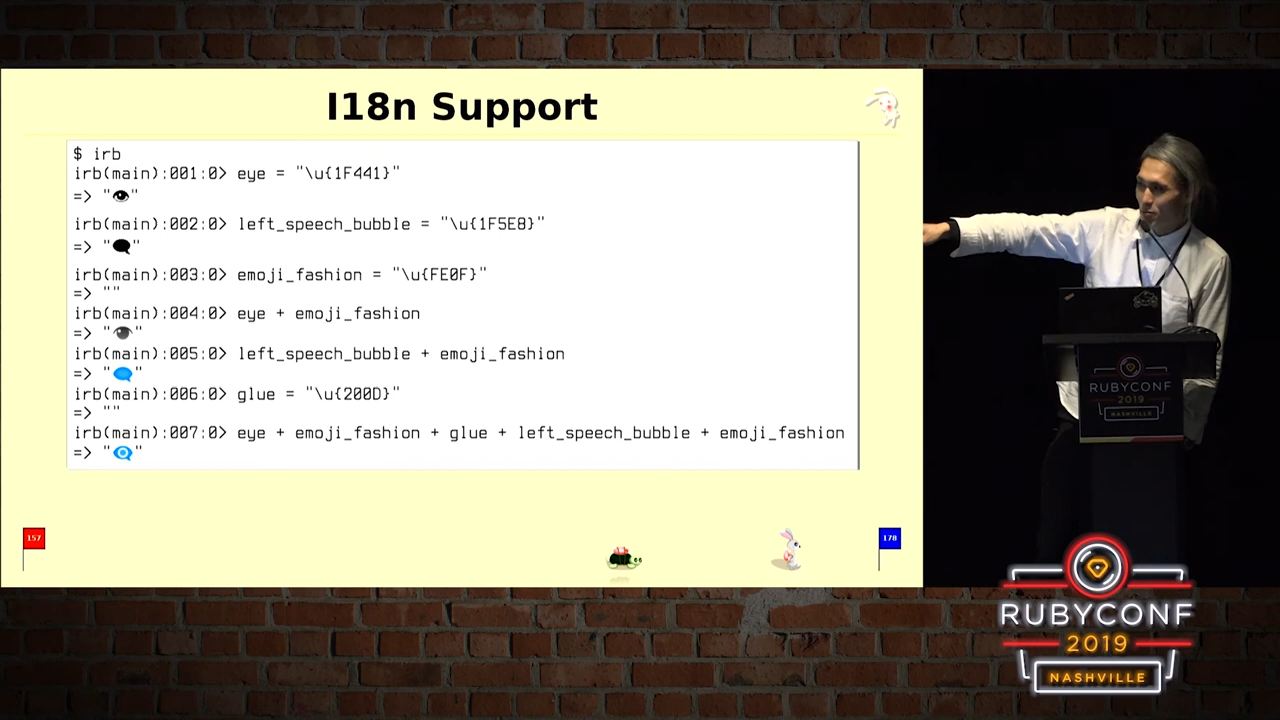 I18n Support
$ irb
irb(main):001:0> eye = "\u{1F441}"
=> "👁"
irb(main):002:0> left_speech_bubble = "\u{1F5E8}"
=> "🗨"
irb(main):003:0> emoji_fashion = "\u{FE0F}"
=> ""
irb(main):004:0> eye + emoji_fashion
=> "👁️"
irb(main):005:0> left_speech_bubble + emoji_fashion
=> "🗨️"
irb(main):006:0> glue = "\u{200D}"
=> ""
irb(main):007:0> eye + emoji_fashion + glue + left_speech_bubble + emoji_fashion
=> "👁️‍🗨️"
157
178
RUBYCONF
2019
NASHVILLE
RUBYCONF
2019
NASHVILLE